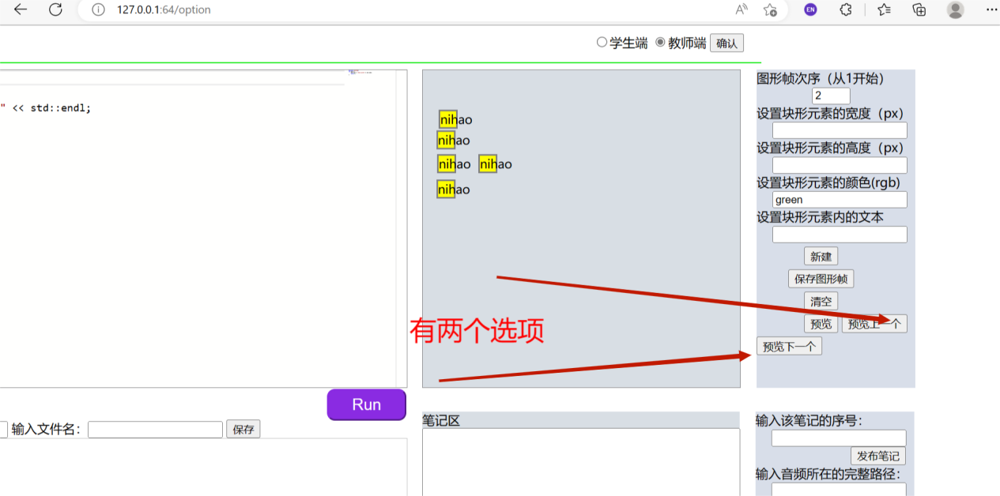 127.0.0.1:64/option
EN
学生端 教师端 确认
" << std::endl;
nihao
nihao
nihao nihao
nihao
图形帧次序（从1开始）
2
设置块形元素的宽度（px）
设置块形元素的高度（px）
设置块形元素的颜色(rgb)
green
设置块形元素内的文本
新建
保存图形帧
清空
预览 预览上一个
预览下一个
有两个选项
Run
输入文件名： 保存
笔记区
输入该笔记的序号：
发布笔记
输入音频所在的完整路径：